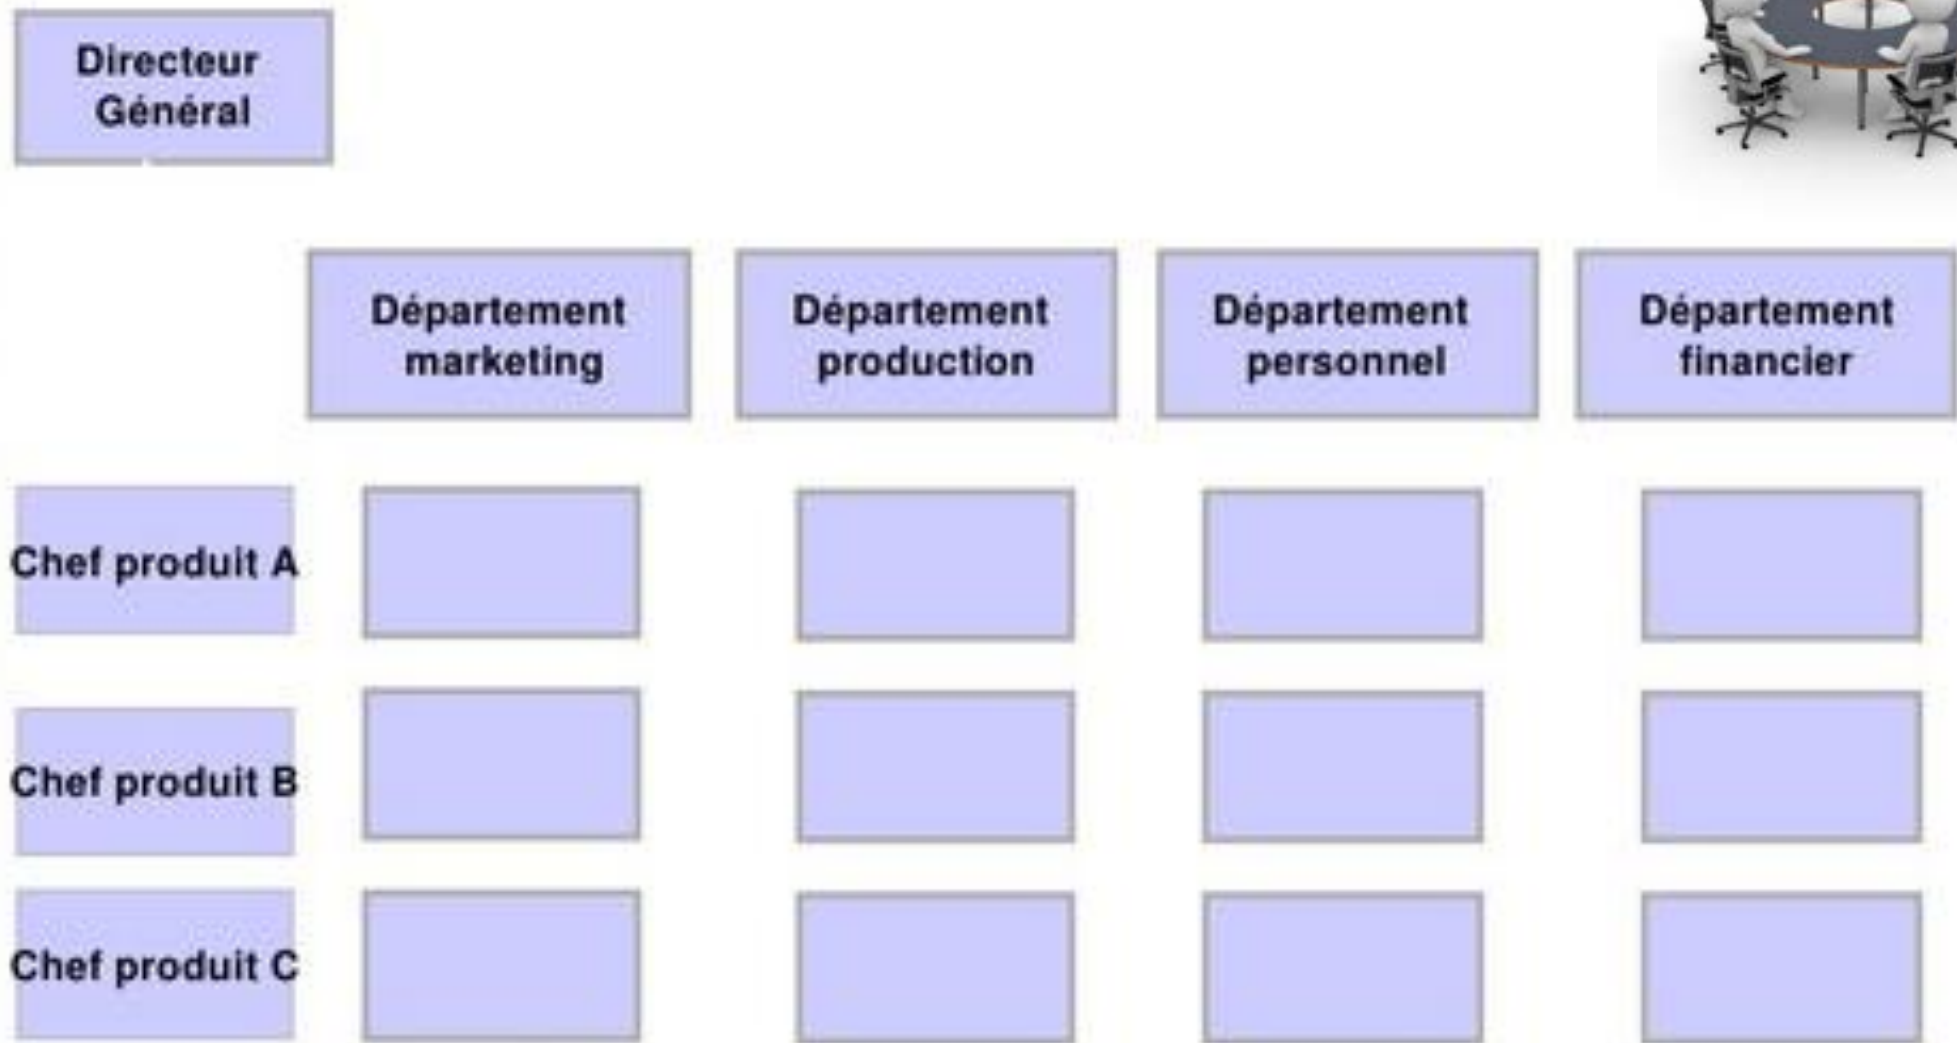 Directeur
Général
Département
marketing
Département
production
Département
personnel
Département
financier
Chef produit A
Chef produit B
Chef produit C